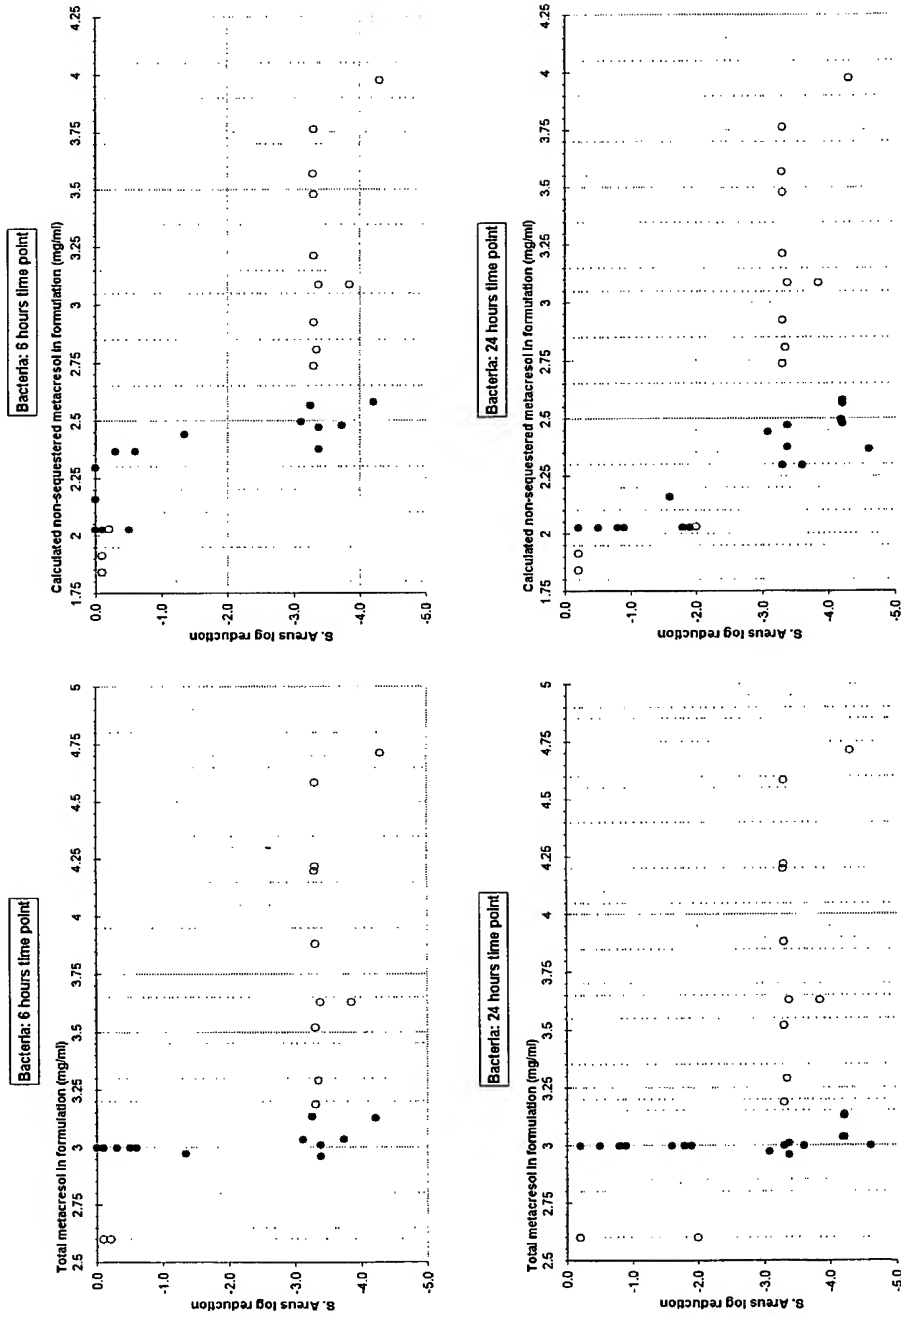 Bacteria: 6 hours time point
Total metacresol in formulation (mg/ml)
2.5 2.75 3 3.25 3.5 3.75 4 4.25 4.5 4.75 5
0.0
-1.0
-2.0
-3.0
-4.0
-5.0
S. Areus log reduction
Bacteria: 6 hours time point
Calculated non-sequestered metacresol in formulation (mg/ml)
1.75 2 2.25 2.5 2.75 3 3.25 3.5 3.75 4 4.25
0.0
-1.0
-2.0
-3.0
-4.0
-5.0
S. Areus log reduction
Bacteria: 24 hours time point
Total metacresol in formulation (mg/ml)
2.5 2.75 3 3.25 3.5 3.75 4 4.25 4.5 4.75 5
0.0
-1.0
-2.0
-3.0
-4.0
-5.0
S. Areus log reduction
Bacteria: 24 hours time point
Calculated non-sequestered metacresol in formulation (mg/ml)
1.75 2 2.25 2.5 2.75 3 3.25 3.5 3.75 4 4.25
0.0
-1.0
-2.0
-3.0
-4.0
-5.0
S. Areus log reduction